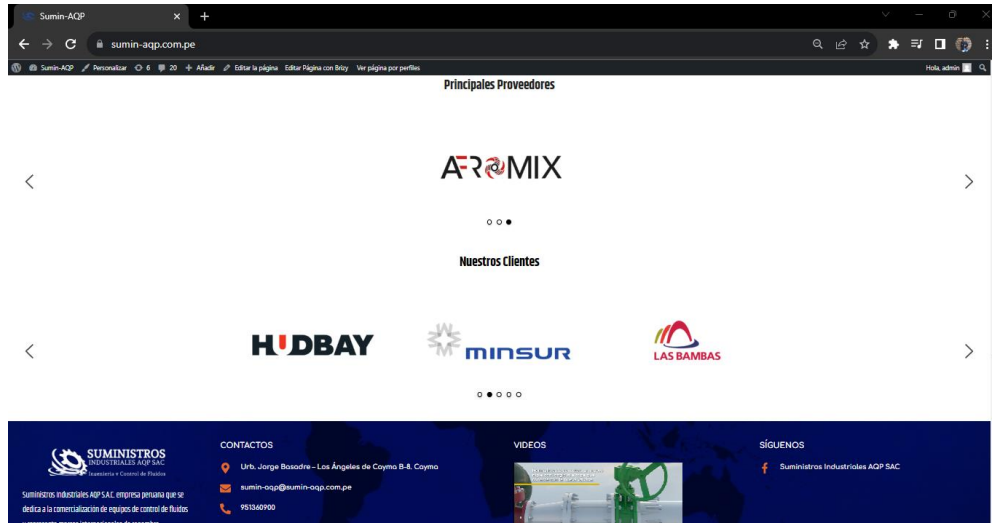 Sumin-AQP
sumin-aqp.com.pe
Sumin-AQP Personalizar 6 20 Añadir Editar la página Editar Página con Brizy Ver página por perfiles Hola, admin
Principales Proveedores
AFROMIX
Nuestros Clientes
HUDBAY
minsur
LAS BAMBAS
SUMINISTROS
INDUSTRIALES AQP SAC
Ingeniería y Control de Fluidos
Suministros Industriales AQP S.A.C. empresa peruana que se
dedica a la comercialización de equipos de control de fluidos
CONTACTOS
Urb. Jorge Basadre – Los Ángeles de Cayma B-8. Cayma
sumin-aqp@sumin-aqp.com.pe
951360900
VIDEOS
SÍGUENOS
Suministros Industriales AQP SAC